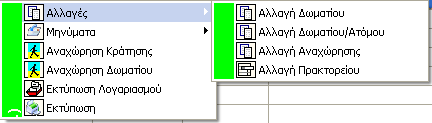 Αλλαγές
Μηνύματα
Αναχώρηση Κράτησης
Αναχώρηση Δωματίου
Εκτύπωση Λογαριασμού
Εκτύπωση
Αλλαγή Δωματίου
Αλλαγή Δωματίου/Ατόμου
Αλλαγή Αναχώρησης
Αλλαγή Πρακτορείου